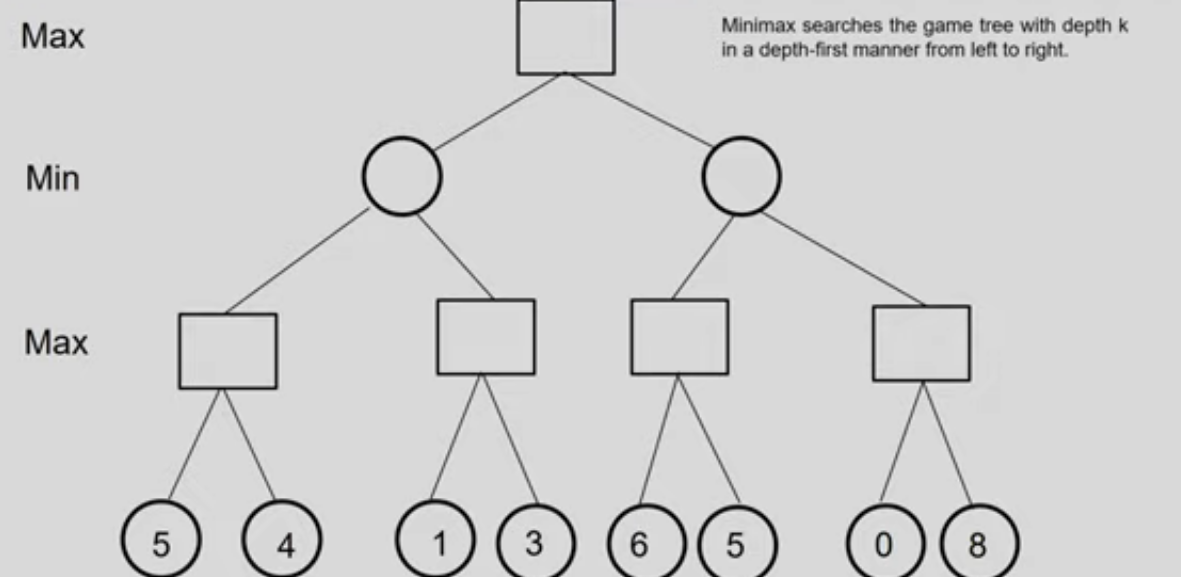 Max
Minimax searches the game tree with depth k
in a depth-first manner from left to right.
Min
Max
5 4 1 3 6 5 0 8